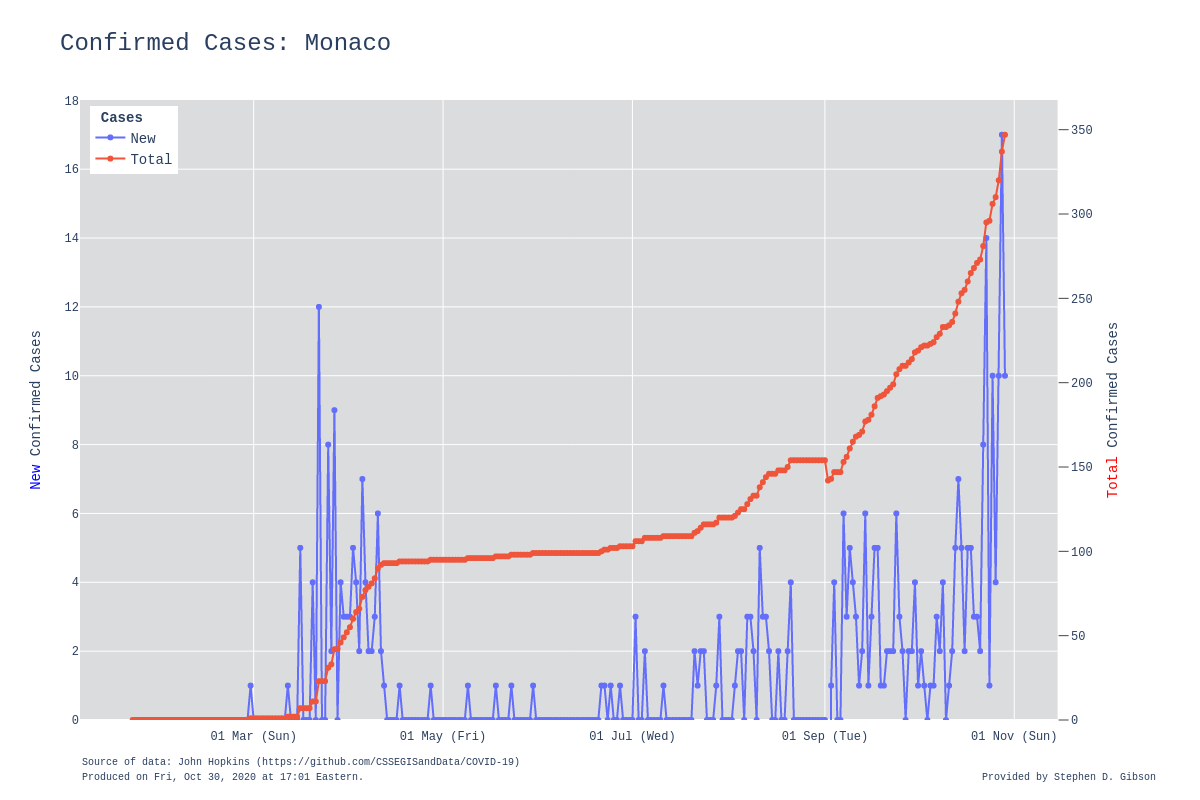 Confirmed Cases: Monaco
Cases
New
Total
18
16
14
12
10
8
6
4
2
0
350
300
250
200
150
100
50
0
New Confirmed Cases
Total Confirmed Cases
01 Mar (Sun)
01 May (Fri)
01 Jul (Wed)
01 Sep (Tue)
01 Nov (Sun)
Source of data: John Hopkins (https://github.com/CSSEGISandData/COVID-19)
Produced on Fri, Oct 30, 2020 at 17:01 Eastern.
Provided by Stephen D. Gibson